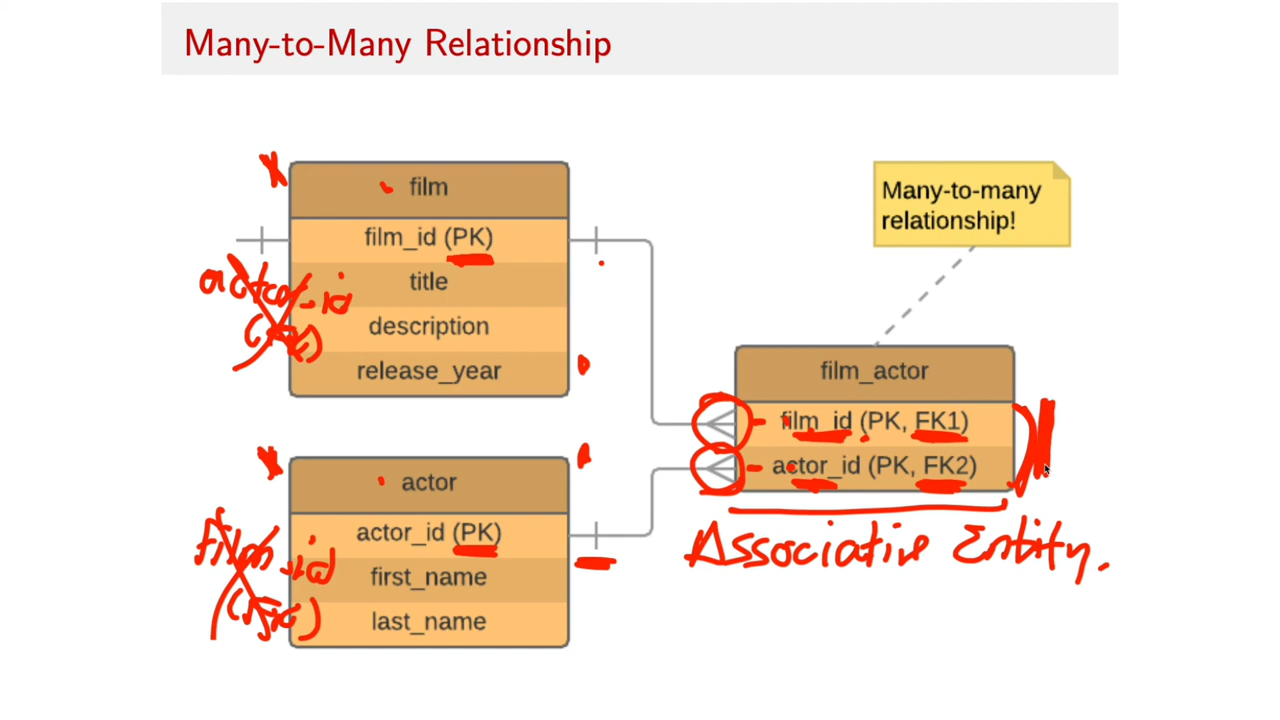 Many-to-Many Relationship
film
film_id (PK)
title
description
release_year
actor_id
(FK)
Many-to-many
relationship!
film_actor
film_id (PK, FK1)
actor_id (PK, FK2)
Associative Entity.
actor
actor_id (PK)
first_name
last_name
film_id
(FK)